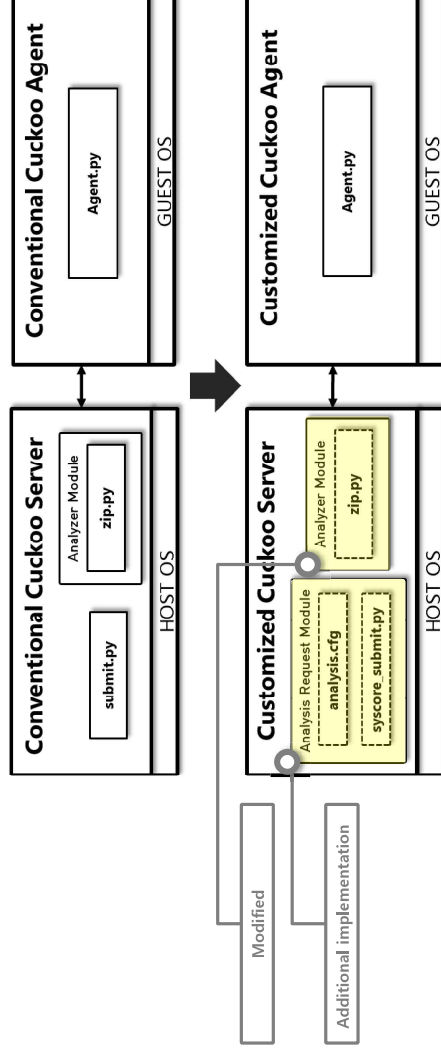 Conventional Cuckoo Server
submit.py
Analyzer Module
zip.py
HOST OS
Conventional Cuckoo Agent
Agent.py
GUEST OS
Customized Cuckoo Server
Analysis Request Module
analysis.cfg
syscore_submit.py
Analyzer Module
zip.py
HOST OS
Customized Cuckoo Agent
Agent.py
GUEST OS
Modified
Additional implementation